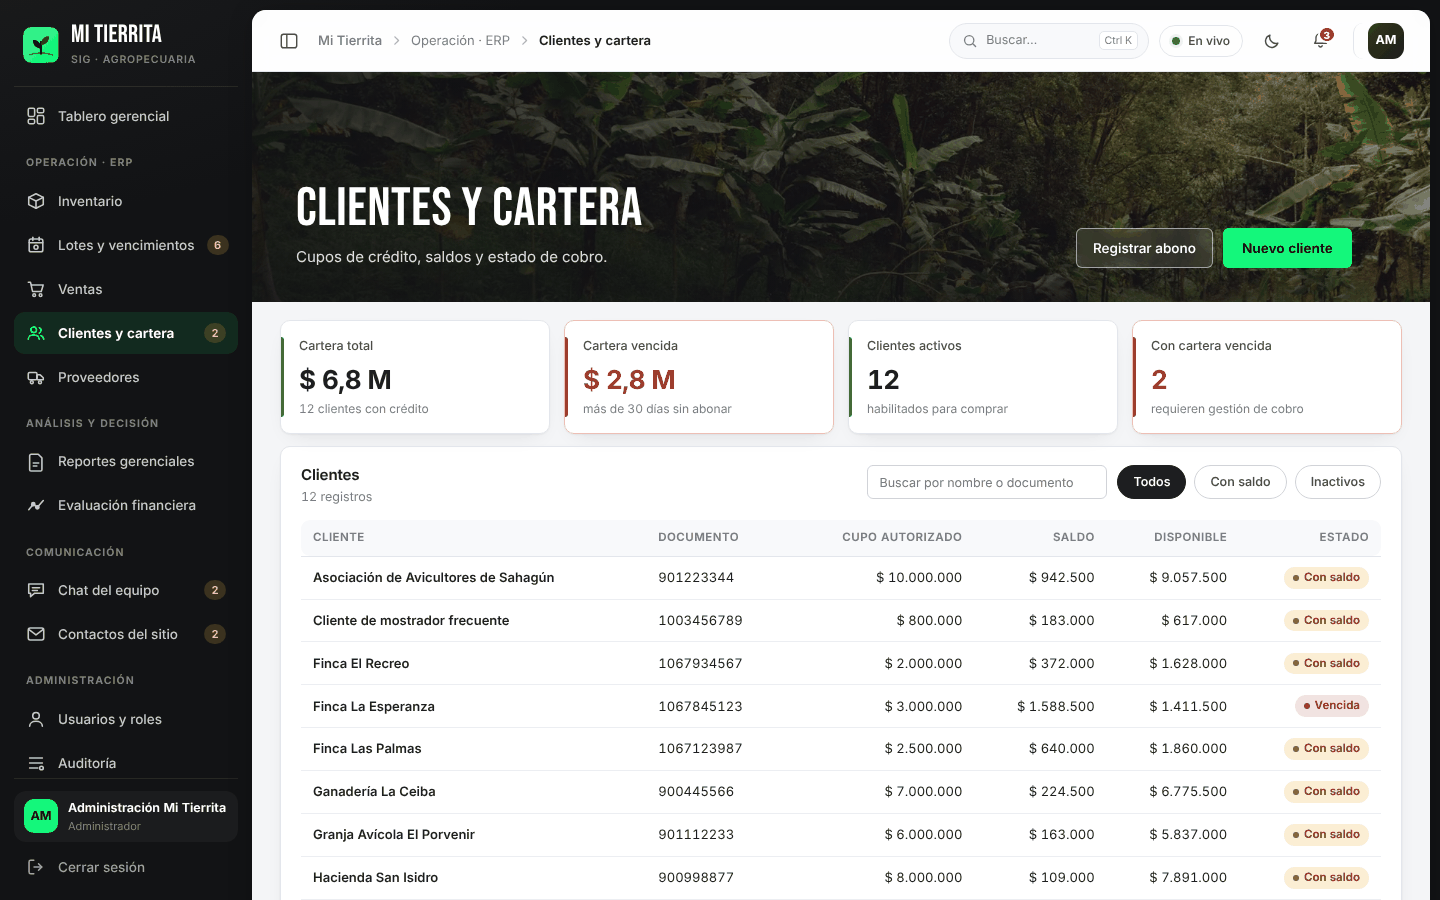 MI TIERRITA
SIG · AGROPECUARIA
Tablero gerencial
OPERACIÓN · ERP
Inventario
Lotes y vencimientos 6
Ventas
Clientes y cartera 2
Proveedores
ANÁLISIS Y DECISIÓN
Reportes gerenciales
Evaluación financiera
COMUNICACIÓN
Chat del equipo 2
Contactos del sitio 2
ADMINISTRACIÓN
Usuarios y roles
Auditoría
AM Administración Mi Tierrita
Administrador
Cerrar sesión
Mi Tierrita Operación · ERP Clientes y cartera
Buscar... Ctrl K En vivo 3 AM
CLIENTES Y CARTERA
Cupos de crédito, saldos y estado de cobro.
Registrar abono Nuevo cliente
Cartera total
$ 6,8 M
12 clientes con crédito
Cartera vencida
$ 2,8 M
más de 30 días sin abonar
Clientes activos
12
habilitados para comprar
Con cartera vencida
2
requieren gestión de cobro
Clientes
12 registros
Buscar por nombre o documento Todos Con saldo Inactivos
CLIENTE DOCUMENTO CUPO AUTORIZADO SALDO DISPONIBLE ESTADO
Asociación de Avicultores de Sahagún 901223344 $ 10.000.000 $ 942.500 $ 9.057.500 Con saldo
Cliente de mostrador frecuente 1003456789 $ 800.000 $ 183.000 $ 617.000 Con saldo
Finca El Recreo 1067934567 $ 2.000.000 $ 372.000 $ 1.628.000 Con saldo
Finca La Esperanza 1067845123 $ 3.000.000 $ 1.588.500 $ 1.411.500 Vencida
Finca Las Palmas 1067123987 $ 2.500.000 $ 640.000 $ 1.860.000 Con saldo
Ganadería La Ceiba 900445566 $ 7.000.000 $ 224.500 $ 6.775.500 Con saldo
Granja Avícola El Porvenir 901112233 $ 6.000.000 $ 163.000 $ 5.837.000 Con saldo
Hacienda San Isidro 900998877 $ 8.000.000 $ 109.000 $ 7.891.000 Con saldo